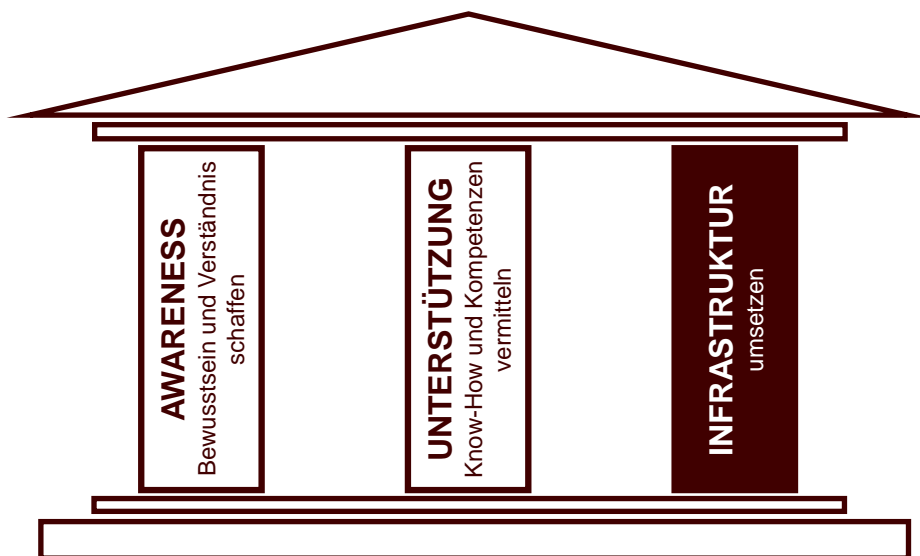 AWARENESS
Bewusstsein und Verständnis
schaffen
UNTERSTÜTZUNG
Know-How und Kompetenzen
vermitteln
INFRASTRUKTUR
umsetzen